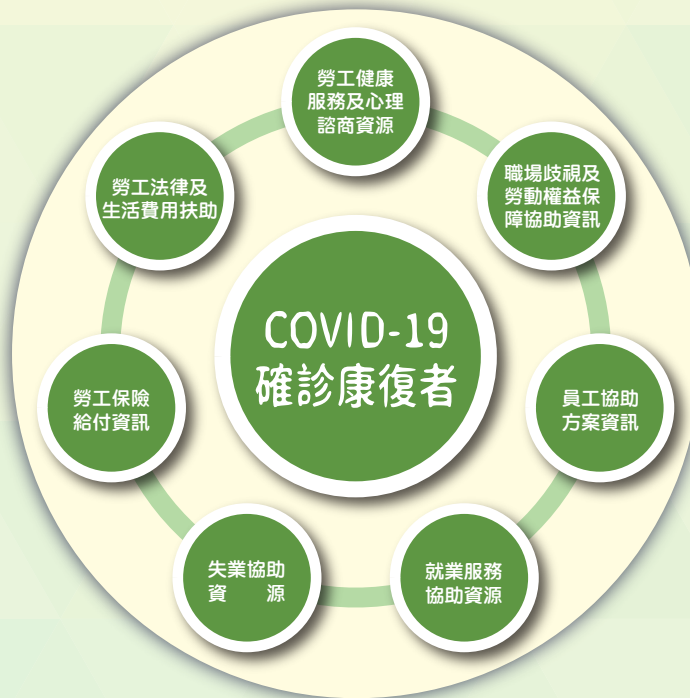 勞工健康
服務及心理
諮商資源
職場歧視及
勞動權益保
障協助資訊
員工協助
方案資訊
就業服務
協助資源
失業協助
資　　源
勞工保險
給付資訊
勞工法律及
生活費用扶助
COVID-19
確診康復者